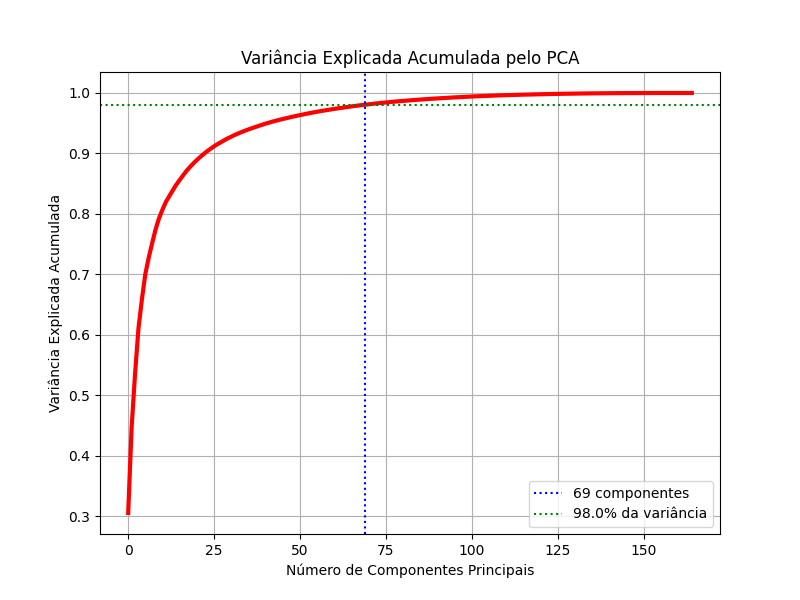 Variância Explicada Acumulada pelo PCA
Variância Explicada Acumulada
1.0
0.9
0.8
0.7
0.6
0.5
0.4
0.3
0 25 50 75 100 125 150
Número de Componentes Principais
69 componentes
98.0% da variância